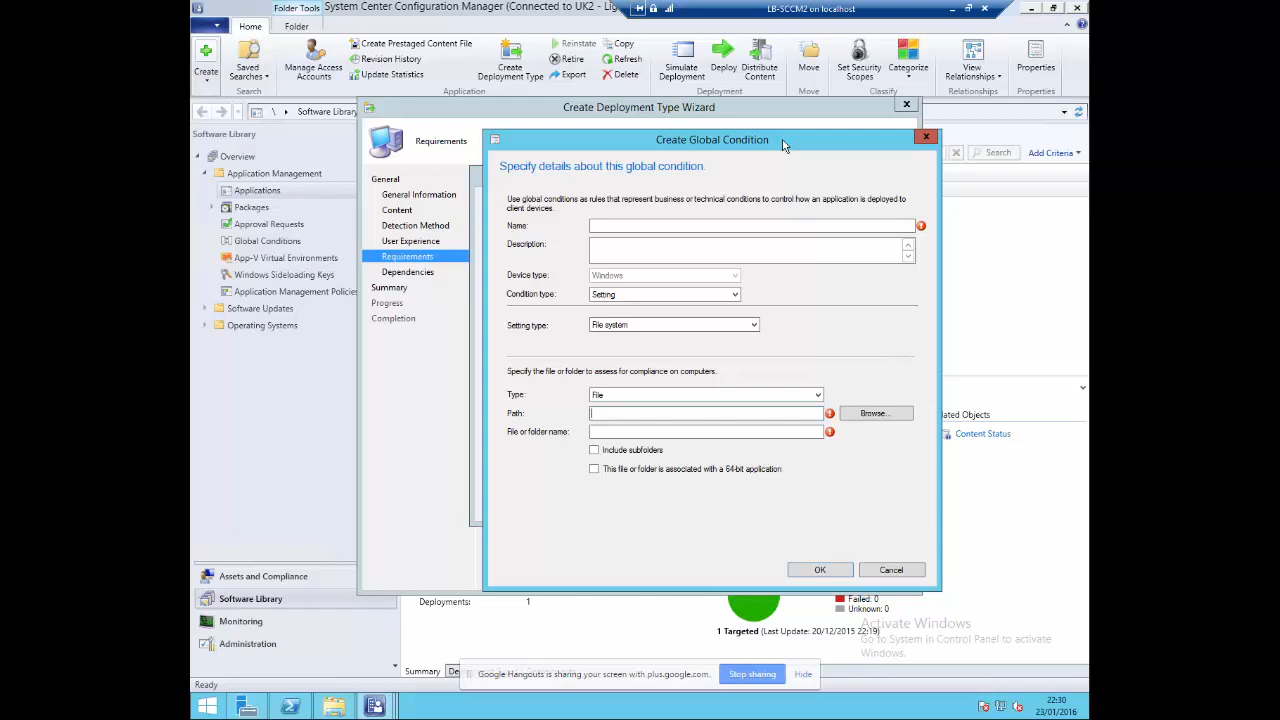 Folder Tools
System Center Configuration Manager (Connected to UK2 - Lig
LB-SCCM2 on localhost
Home
Folder
Create
Saved
Searches
Search
Manage Access
Accounts
Create Prestaged Content File
Revision History
Update Statistics
Application
Create
Deployment Type
Reinstate
Retire
Export
Copy
Refresh
Delete
Simulate
Deployment
Deploy
Distribute
Content
Deployment
Move
Move
Set Security
Scopes
Categorize
Classify
View
Relationships
Relationships
Properties
Properties
\
Software Library
Software Library
Overview
Application Management
Applications
Packages
Approval Requests
Global Conditions
App-V Virtual Environments
Windows Sideloading Keys
Application Management Policies
Software Updates
Operating Systems
Assets and Compliance
Software Library
Monitoring
Administration
Ready
Create Deployment Type Wizard
Requirements
General
General Information
Content
Detection Method
User Experience
Requirements
Dependencies
Summary
Progress
Completion
Create Global Condition
Specify details about this global condition.
Use global conditions as rules that represent business or technical conditions to control how an application is deployed to
client devices.
Name:
Description:
Device type:
Windows
Condition type:
Setting
Setting type:
File system
Specify the file or folder to assess for compliance on computers.
Type:
File
Path:
Browse...
File or folder name:
Include subfolders
This file or folder is associated with a 64-bit application
OK
Cancel
Search
Add Criteria
ated Objects
Content Status
Deployments:
1
Failed: 0
Unknown: 0
1 Targeted (Last Update: 20/12/2015 22:19)
Activate Windows
Go to System in Control Panel to activate
Windows.
Summary
De
Google Hangouts is sharing your screen with plus.google.com.
Stop sharing
Hide
22:30
23/01/2016